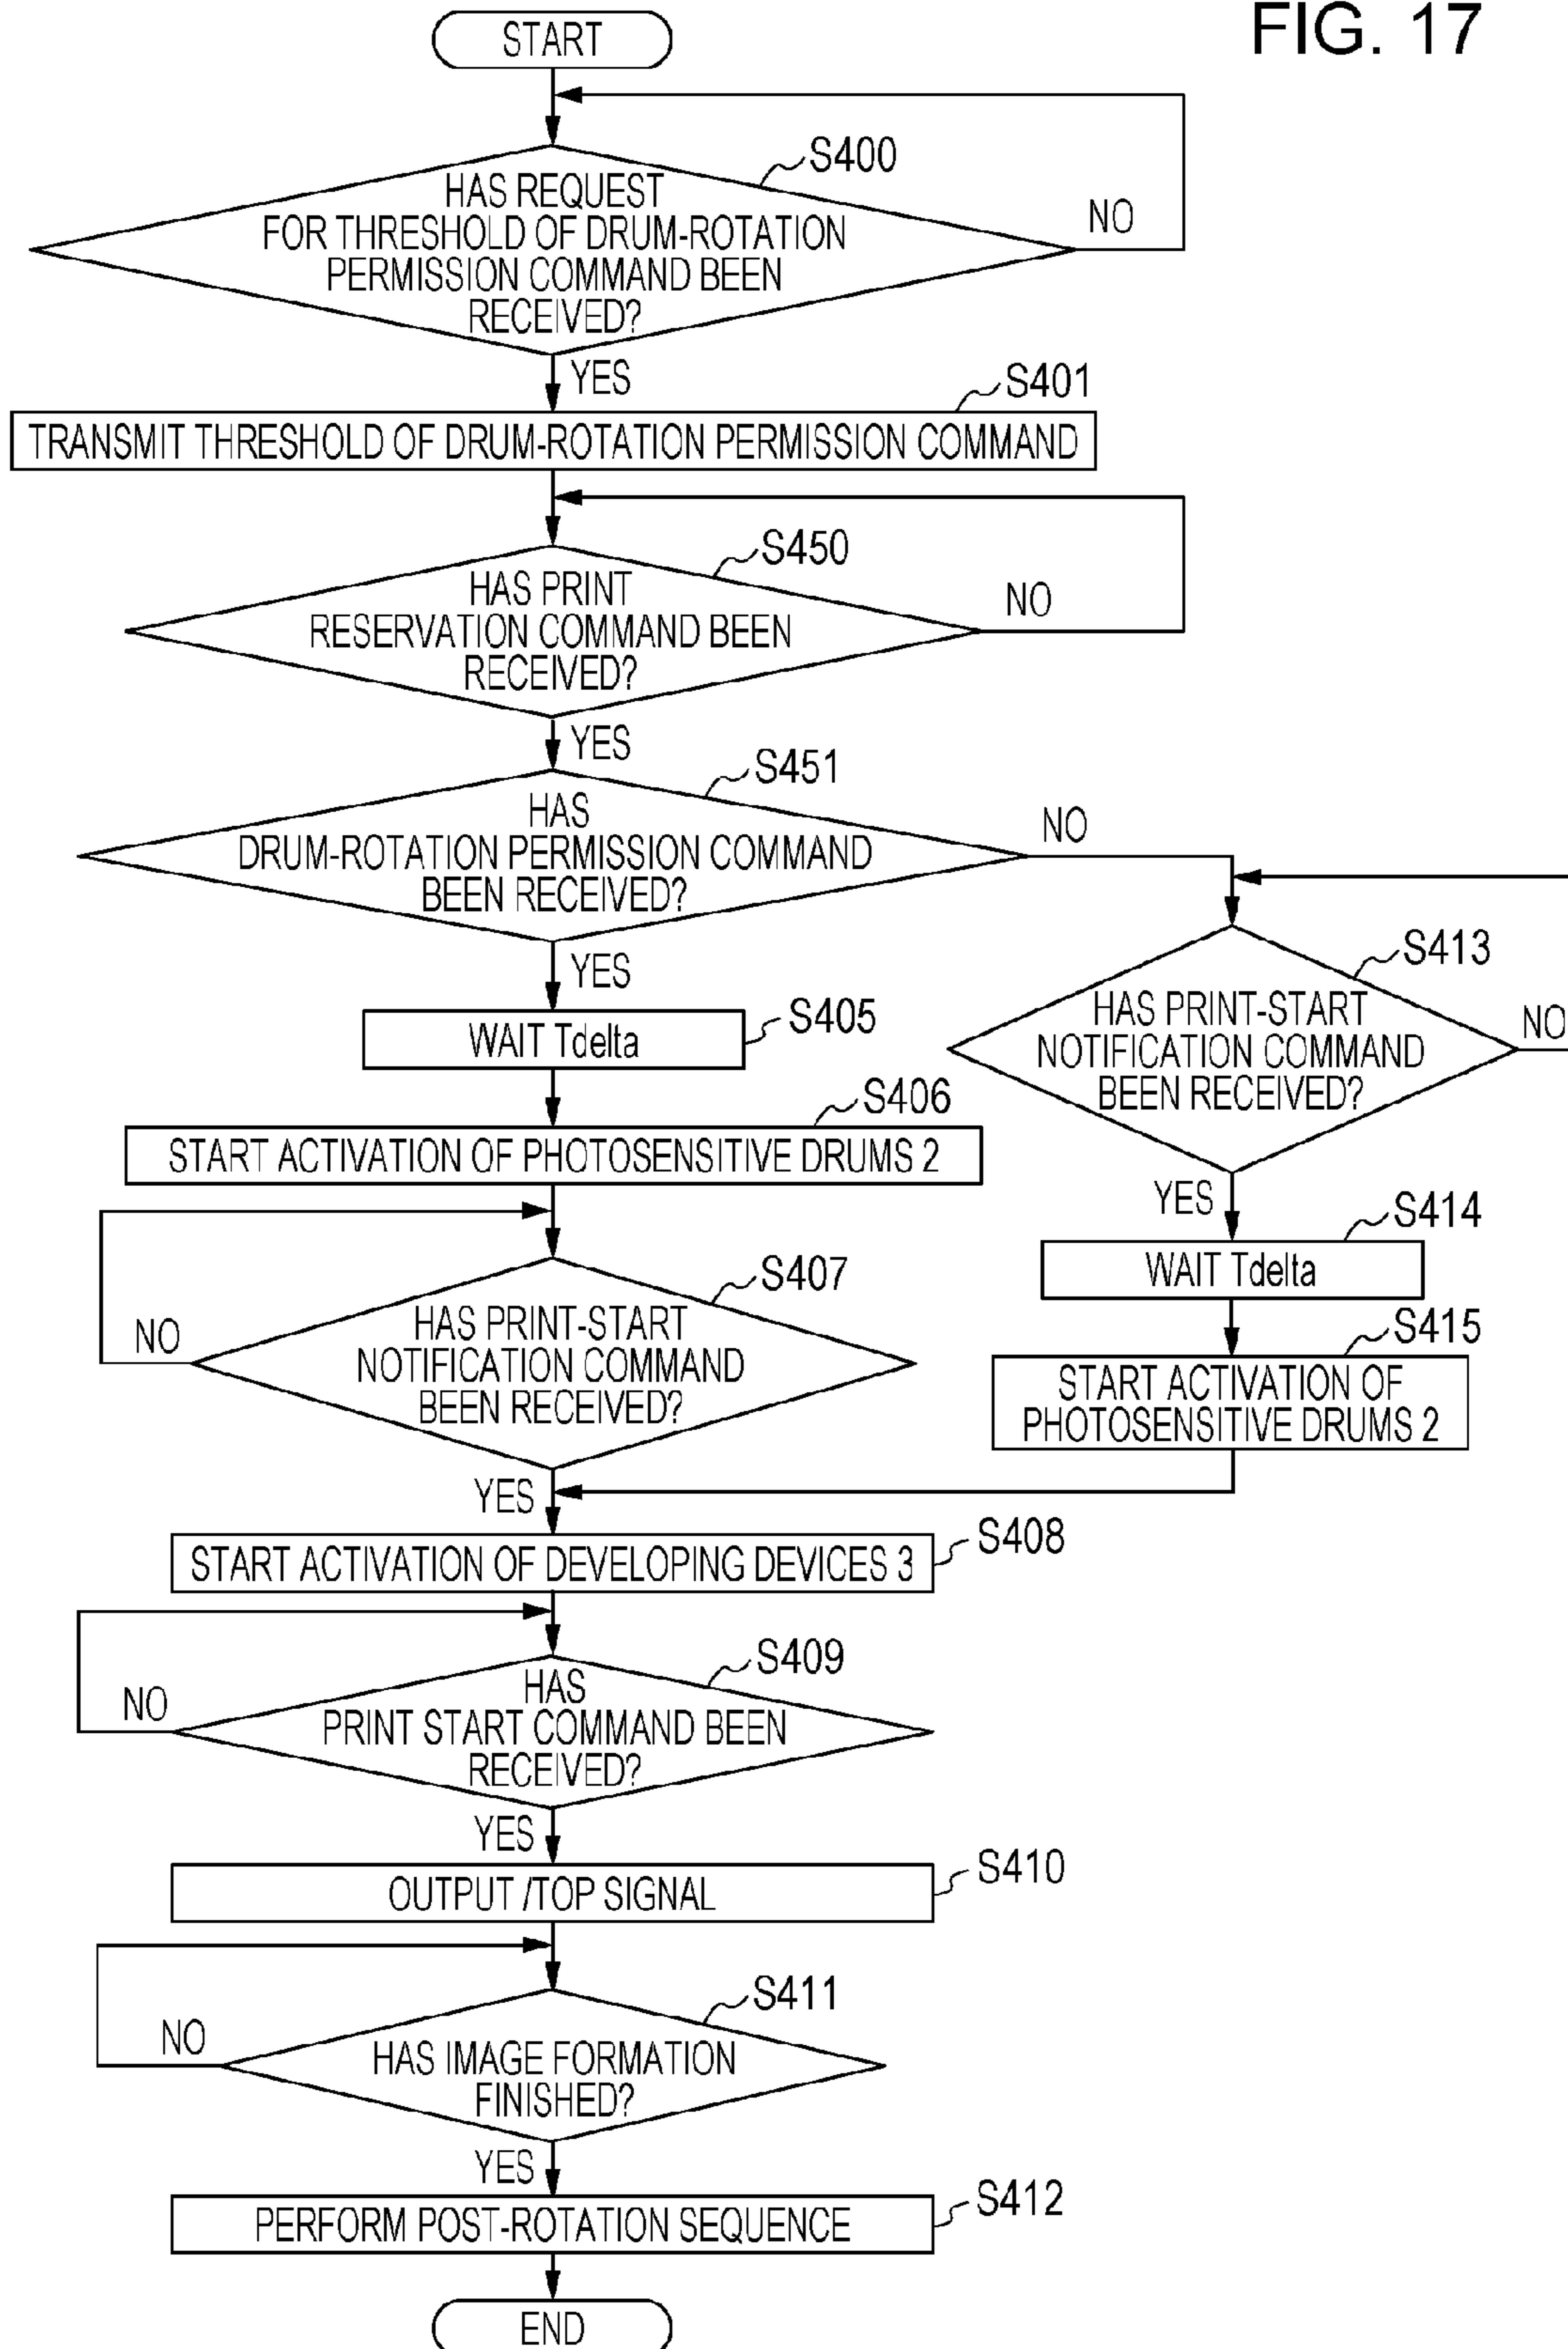 FIG. 17
START
S400
HAS REQUEST
FOR THRESHOLD OF DRUM-ROTATION
PERMISSION COMMAND BEEN
RECEIVED?
NO
YES
S401
TRANSMIT THRESHOLD OF DRUM-ROTATION PERMISSION COMMAND
S450
HAS PRINT
RESERVATION COMMAND BEEN
RECEIVED?
NO
YES
S451
HAS
DRUM-ROTATION PERMISSION COMMAND
BEEN RECEIVED?
NO
YES
S405
WAIT Tdelta
S406
START ACTIVATION OF PHOTOSENSITIVE DRUMS 2
S407
HAS PRINT-START
NOTIFICATION COMMAND
BEEN RECEIVED?
NO
YES
S413
HAS PRINT-START
NOTIFICATION COMMAND
BEEN RECEIVED?
NO
YES
S414
WAIT Tdelta
S415
START ACTIVATION OF
PHOTOSENSITIVE DRUMS 2
S408
START ACTIVATION OF DEVELOPING DEVICES 3
S409
HAS
PRINT START COMMAND BEEN
RECEIVED?
NO
YES
S410
OUTPUT /TOP SIGNAL
S411
HAS IMAGE FORMATION
FINISHED?
NO
YES
S412
PERFORM POST-ROTATION SEQUENCE
END